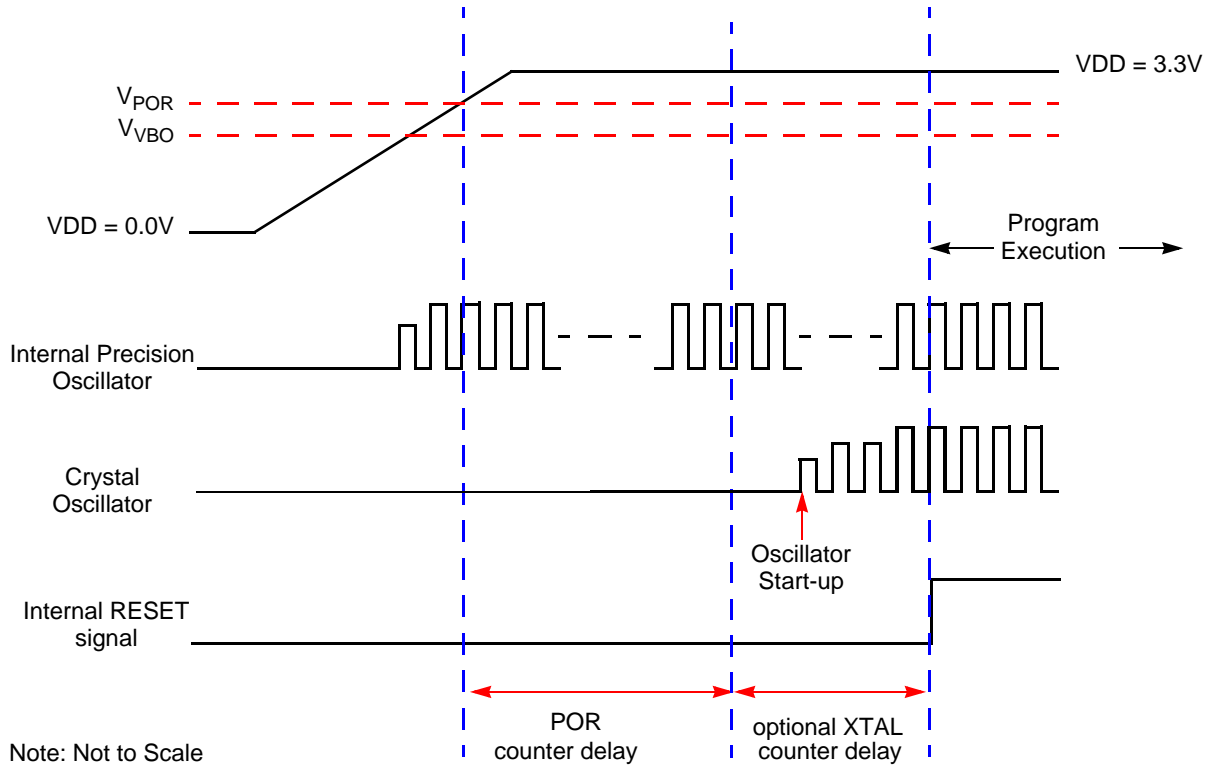 VDD = 3.3V
VPOR
VVBO
VDD = 0.0V
Program
Execution
Internal Precision
Oscillator
Crystal
Oscillator
Oscillator
Start-up
Internal RESET
signal
POR
counter delay
optional XTAL
counter delay
Note: Not to Scale